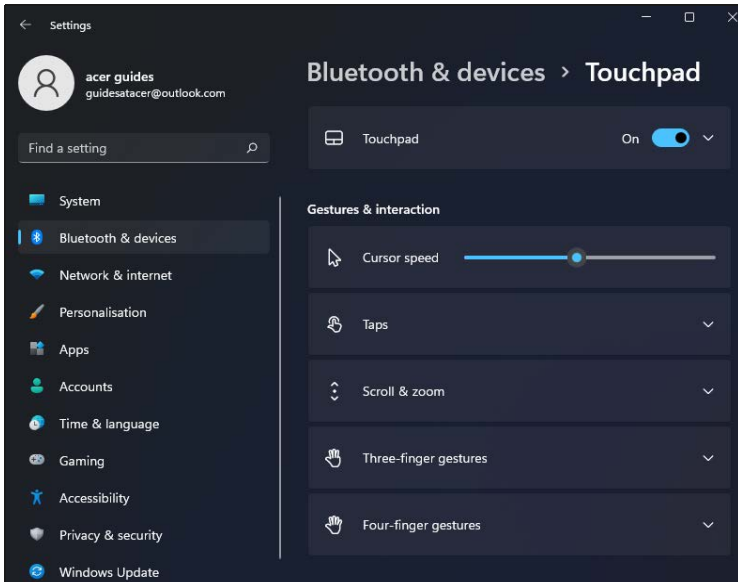 Settings
acer guides
guidesatacer@outlook.com
Find a setting
System
Bluetooth & devices
Network & internet
Personalisation
Apps
Accounts
Time & language
Gaming
Accessibility
Privacy & security
Windows Update
Bluetooth & devices > Touchpad
Touchpad On
Gestures & interaction
Cursor speed
Taps
Scroll & zoom
Three-finger gestures
Four-finger gestures